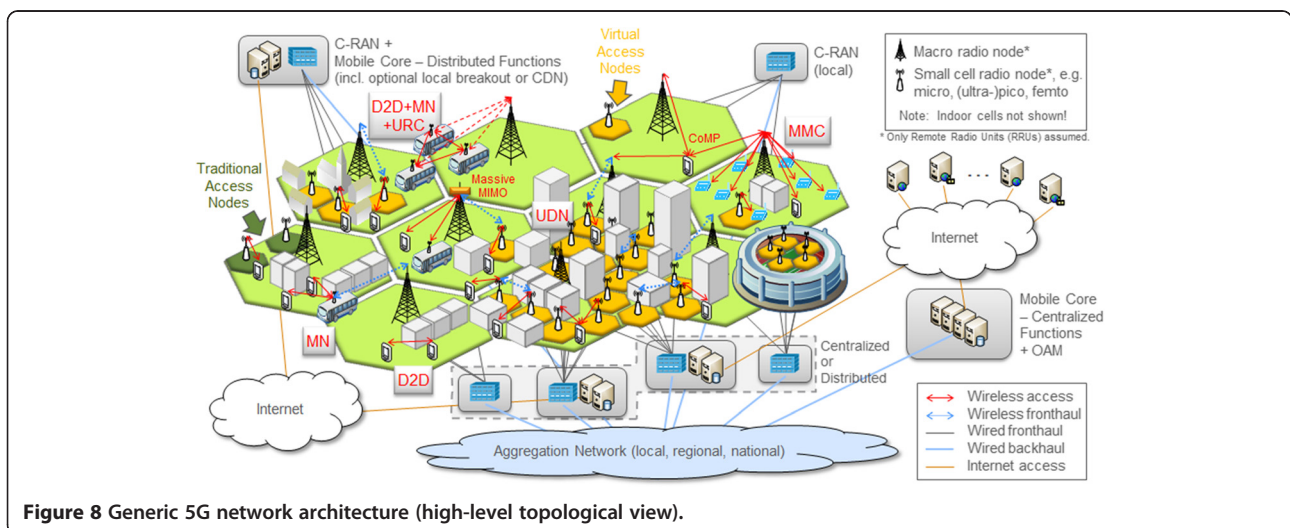 C-RAN +
Mobile Core – Distributed Functions
(incl. optional local breakout or CDN)
Virtual
Access
Nodes
C-RAN
(local)
Macro radio node*
Small cell radio node*, e.g.
micro, (ultra-)pico, femto
Note: Indoor cells not shown!
* Only Remote Radio Units (RRUs) assumed.
D2D+MN
+URC
CoMP
MMC
Traditional
Access
Nodes
Massive
MIMO
UDN
Internet
MN
D2D
Mobile Core
– Centralized
Functions
+ OAM
Centralized
or
Distributed
Internet
Aggregation Network (local, regional, national)
Wireless access
Wireless fronthaul
Wired fronthaul
Wired backhaul
Internet access
Figure 8 Generic 5G network architecture (high-level topological view).